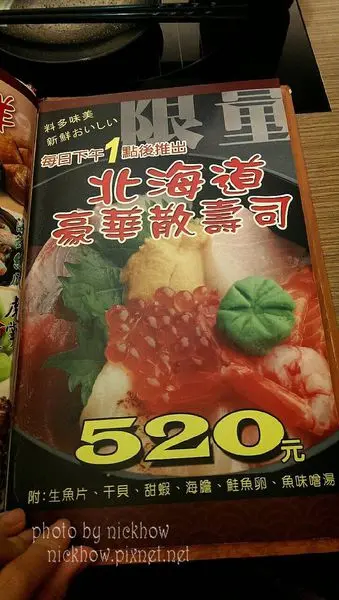 限量
料多味美
新鮮おいしい
每日下午1點後推出
北海道
豪華散壽司
520元
附:生魚片、干貝、甜蝦、海膽、鮭魚卵、魚味噌湯
photo by nickhow
nickhow.pixnet.net